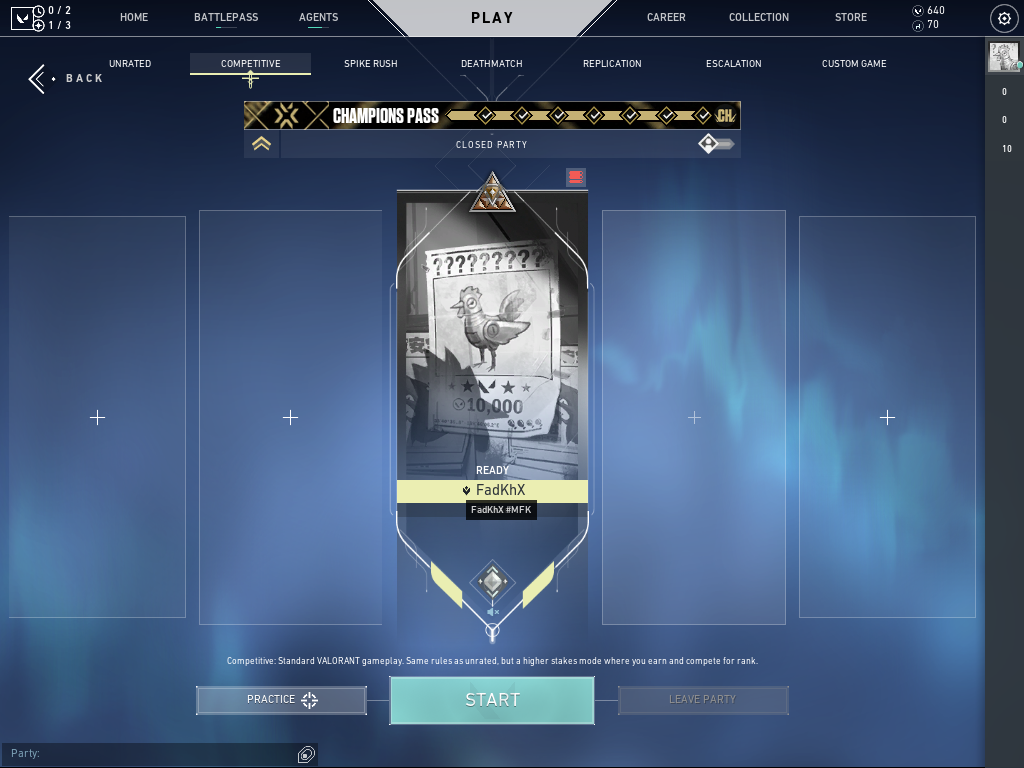 0 / 2
1 / 3
HOME
BATTLEPASS
AGENTS
PLAY
CAREER
COLLECTION
STORE
640
70
BACK
UNRATED
COMPETITIVE
SPIKE RUSH
DEATHMATCH
REPLICATION
ESCALATION
CUSTOM GAME
0
0
10
CHAMPIONS PASS
CH
CLOSED PARTY
?????????
10,000
READY
FadKhX
FadKhX #MFK
Competitive: Standard VALORANT gameplay. Same rules as unrated, but a higher stakes mode where you earn and compete for rank.
PRACTICE
START
LEAVE PARTY
Party: